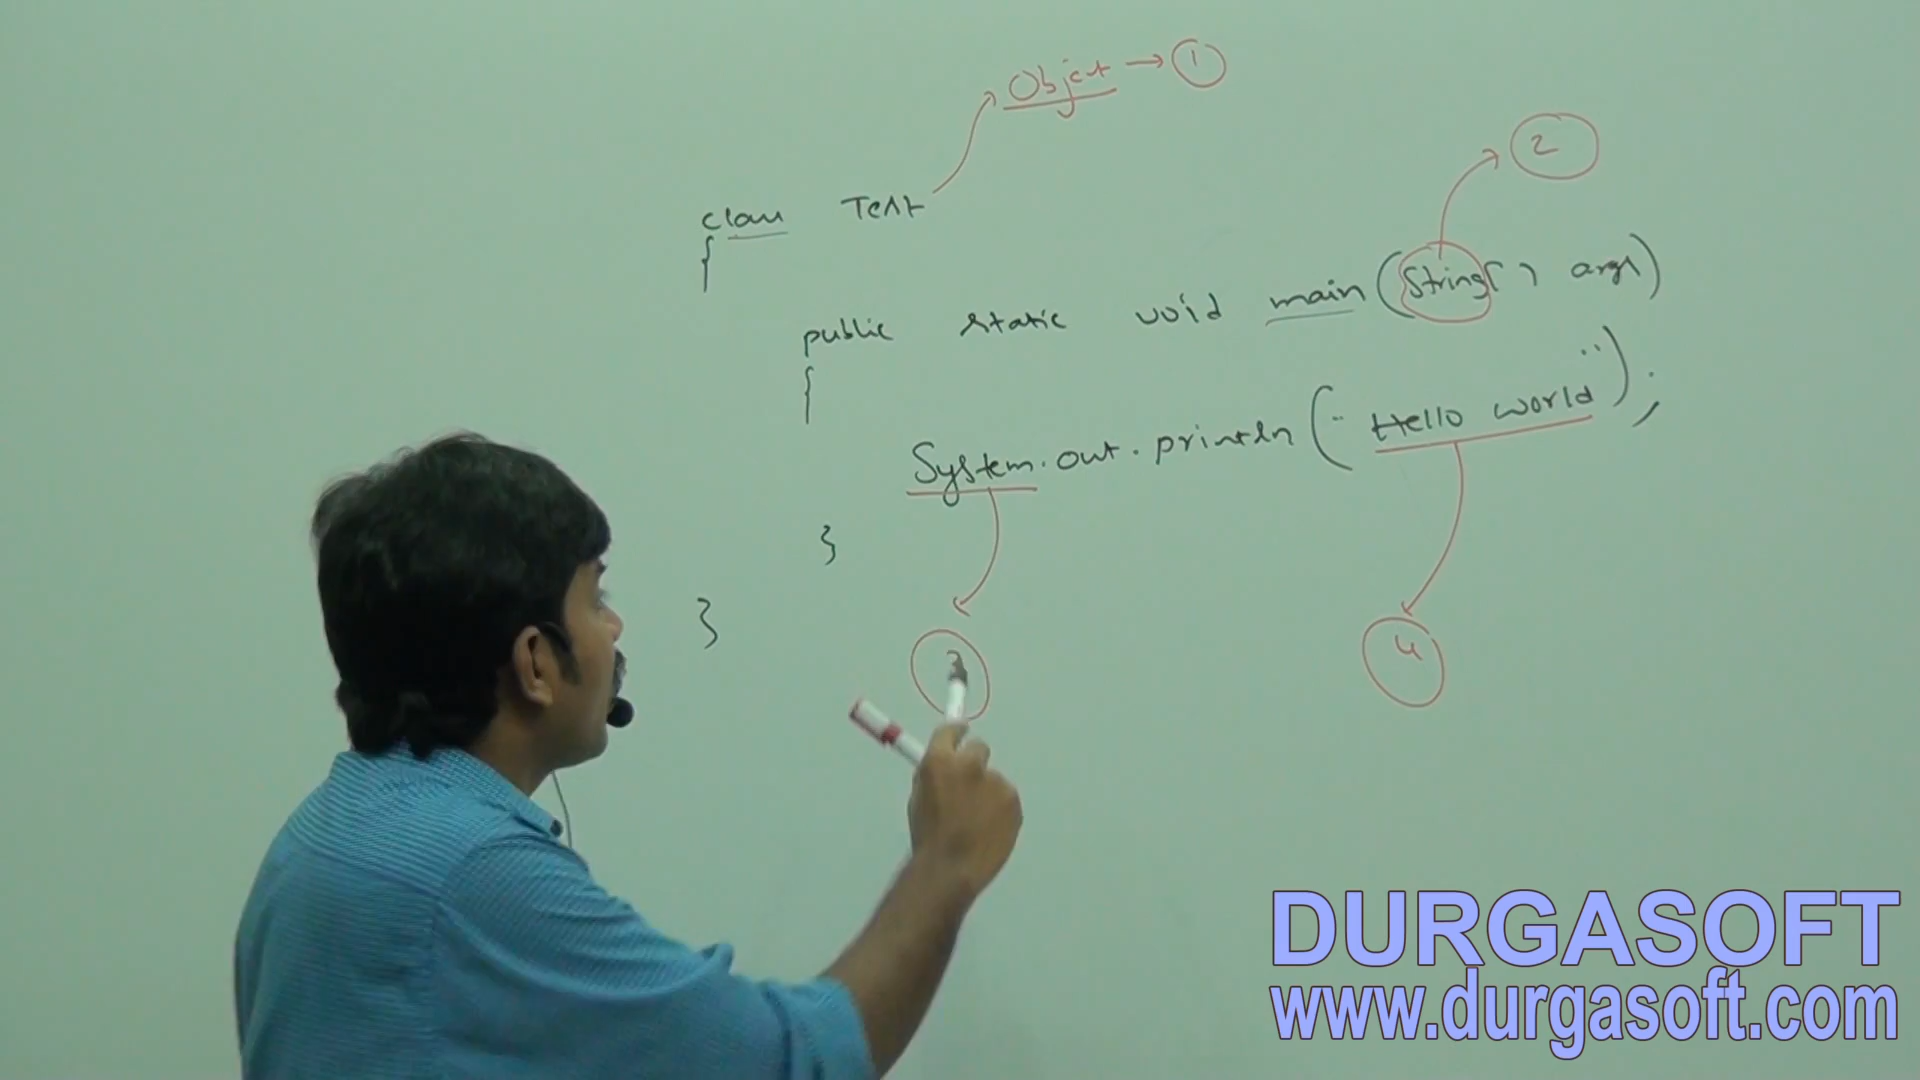 Object → 1
2
class Test
{
public static void main(String[ ] args)
{
System.out.println("Hello world");
}
}
3
4
DURGASOFT
www.durgasoft.com